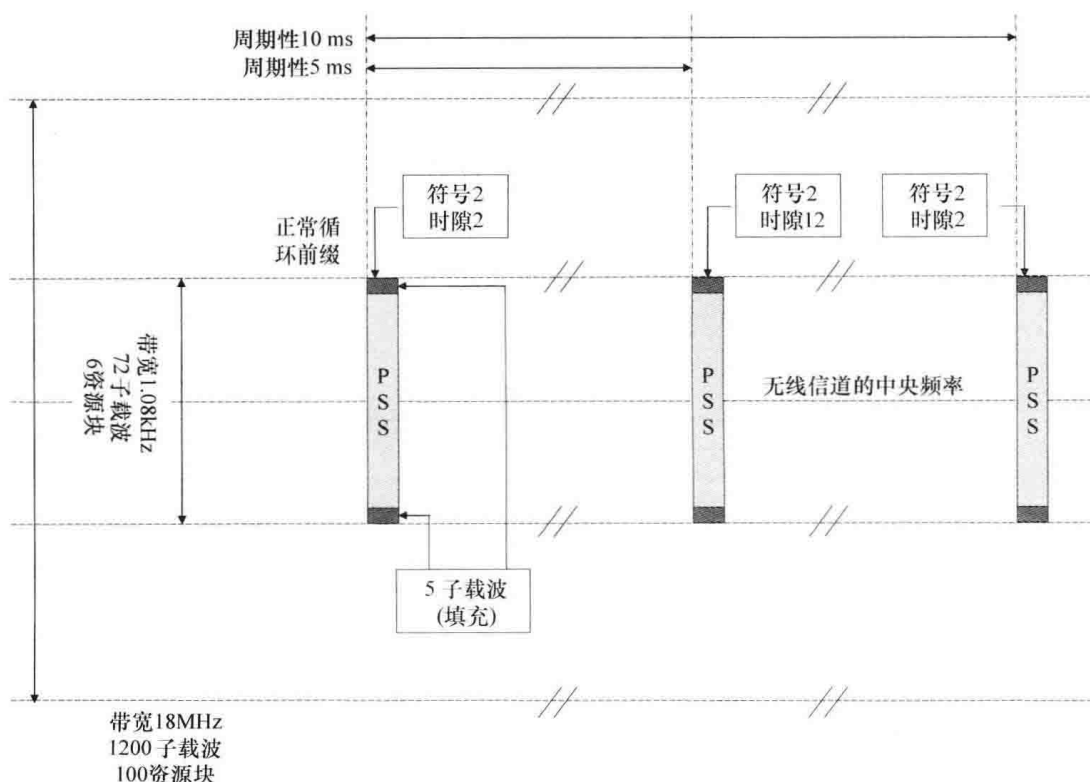 周期性10 ms
周期性5 ms
符号2
时隙2
符号2
时隙12
符号2
时隙2
正常循
环前缀
带宽1.08kHz
72子载波
6资源块
P
S
S
P
S
S
P
S
S
无线信道的中央频率
5 子载波
(填充)
带宽18MHz
1200子载波
100资源块